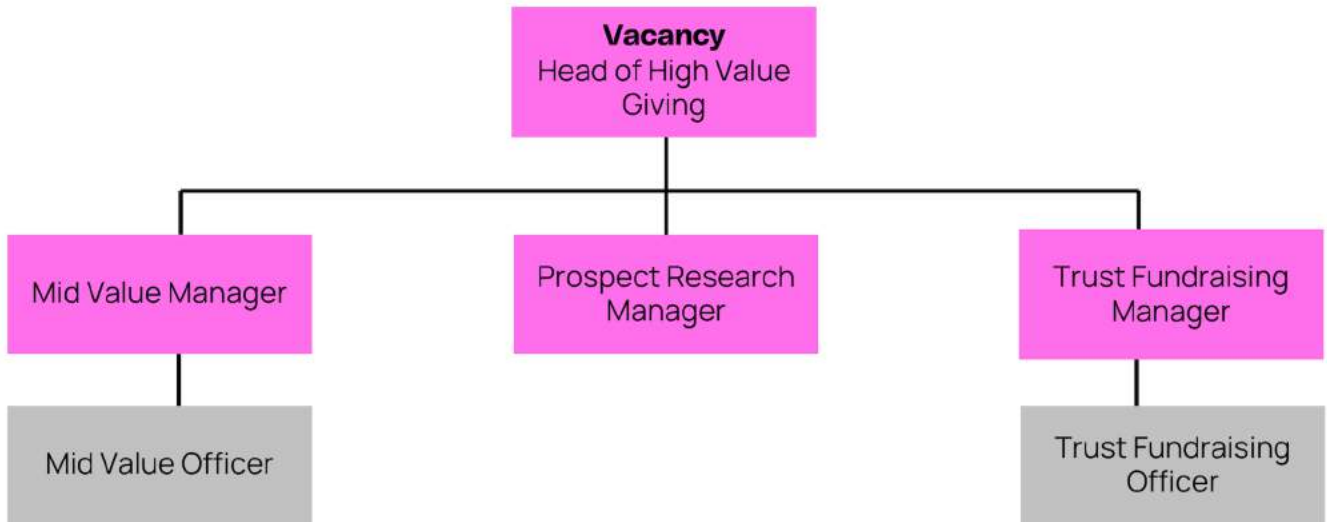 Vacancy
Head of High Value
Giving
Mid Value Manager
Prospect Research
Manager
Trust Fundraising
Manager
Mid Value Officer
Trust Fundraising
Officer